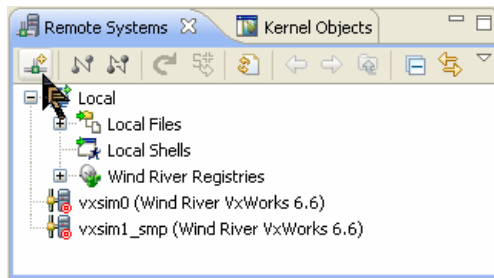 Remote Systems
Kernel Objects
Local
Local Files
Local Shells
Wind River Registries
vxsim0 (Wind River VxWorks 6.6)
vxsim1_smp (Wind River VxWorks 6.6)